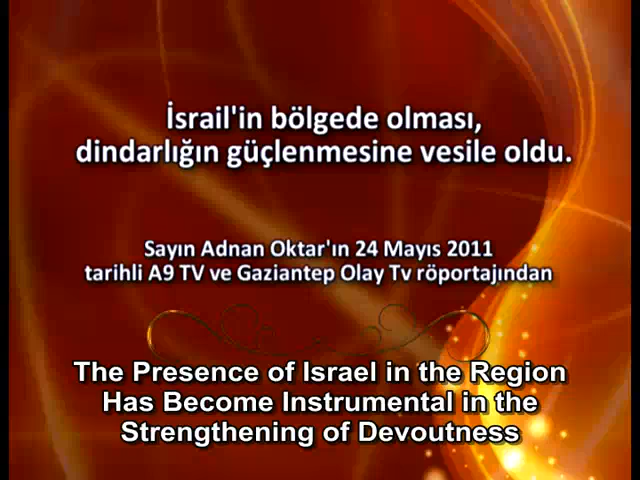 İsrail'in bölgede olması,
dindarlığın güçlenmesine vesile oldu.
Sayın Adnan Oktar'ın 24 Mayıs 2011
tarihli A9 TV ve Gaziantep Olay Tv röportajından
The Presence of Israel in the Region
Has Become Instrumental in the
Strengthening of Devoutness